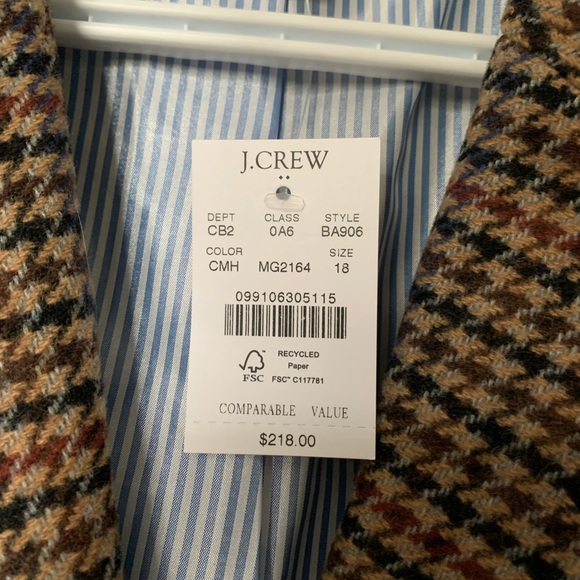 J.CREW
DEPT CLASS STYLE
CB2 0A6 BA906
COLOR SIZE
CMH MG2164 18
099106305115
RECYCLED
Paper
FSC FSC™ C117781
COMPARABLE VALUE
$218.00